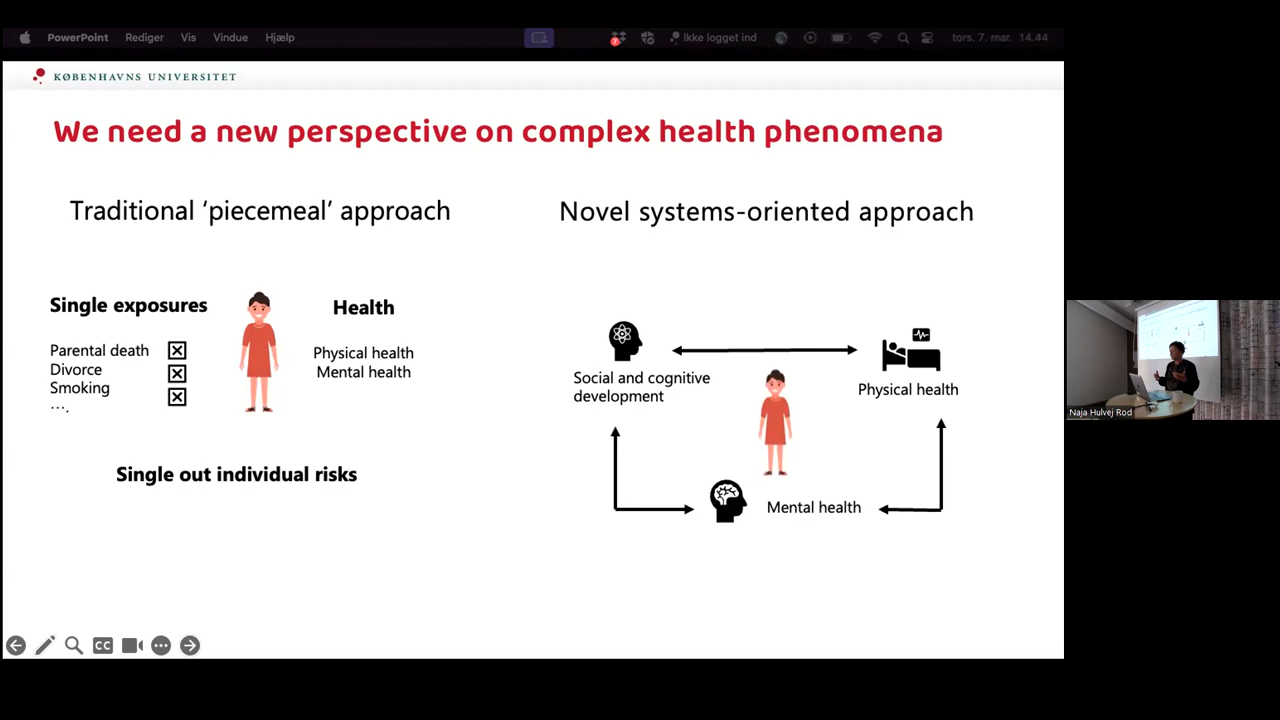 PowerPoint Rediger Vis Vindue Hjælp
7 Ikke logget ind tors. 7. mar. 14.44
KØBENHAVNS UNIVERSITET
We need a new perspective on complex health phenomena
Traditional ‘piecemeal’ approach
Single exposures
Health
Parental death
Divorce
Smoking
….
Physical health
Mental health
Single out individual risks
Novel systems-oriented approach
Social and cognitive
development
Physical health
Mental health
CC
Naja Hulvej Rod